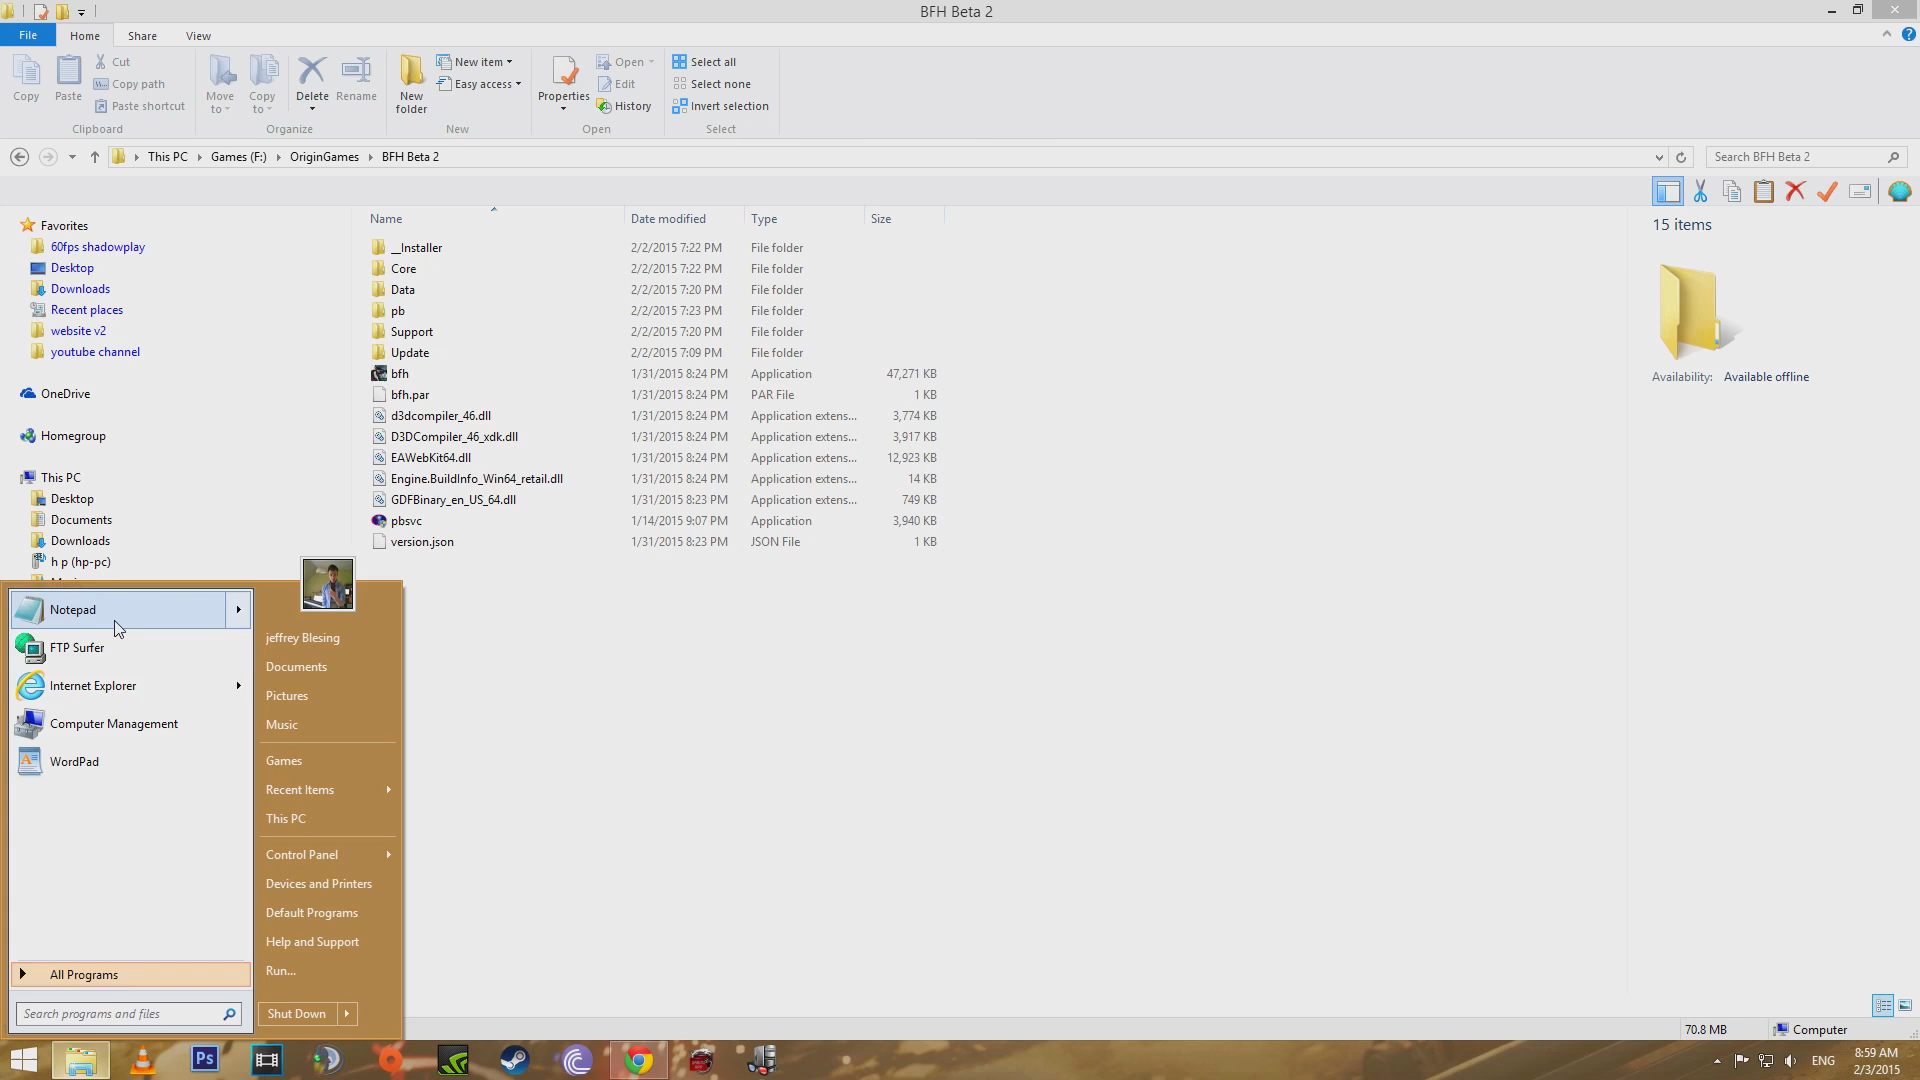 BFH Beta 2
File
Home
Share
View
Copy
Paste
Cut
Copy path
Paste shortcut
Clipboard
Move to
Copy to
Delete
Rename
Organize
New folder
New item
Easy access
New
Properties
Open
Edit
History
Open
Select all
Select none
Invert selection
Select
This PC
Games (F:)
OriginGames
BFH Beta 2
Search BFH Beta 2
Name
Date modified
Type
Size
Favorites
60fps shadowplay
Desktop
Downloads
Recent places
website v2
youtube channel
OneDrive
Homegroup
This PC
Desktop
Documents
Downloads
h p (hp-pc)
__Installer 2/2/2015 7:22 PM File folder
Core 2/2/2015 7:22 PM File folder
Data 2/2/2015 7:20 PM File folder
pb 2/2/2015 7:23 PM File folder
Support 2/2/2015 7:20 PM File folder
Update 2/2/2015 7:09 PM File folder
bfh 1/31/2015 8:24 PM Application 47,271 KB
bfh.par 1/31/2015 8:24 PM PAR File 1 KB
d3dcompiler_46.dll 1/31/2015 8:24 PM Application extens... 3,774 KB
D3DCompiler_46_xdk.dll 1/31/2015 8:24 PM Application extens... 3,917 KB
EAWebKit64.dll 1/31/2015 8:24 PM Application extens... 12,923 KB
Engine.BuildInfo_Win64_retail.dll 1/31/2015 8:24 PM Application extens... 14 KB
GDFBinary_en_US_64.dll 1/31/2015 8:23 PM Application extens... 749 KB
pbsvc 1/14/2015 9:07 PM Application 3,940 KB
version.json 1/31/2015 8:23 PM JSON File 1 KB
15 items
Availability: Available offline
Notepad
FTP Surfer
Internet Explorer
Computer Management
WordPad
All Programs
Search programs and files
jeffrey Blesing
Documents
Pictures
Music
Games
Recent Items
This PC
Control Panel
Devices and Printers
Default Programs
Help and Support
Run...
Shut Down
70.8 MB
Computer
Ps
ENG
8:59 AM
2/3/2015